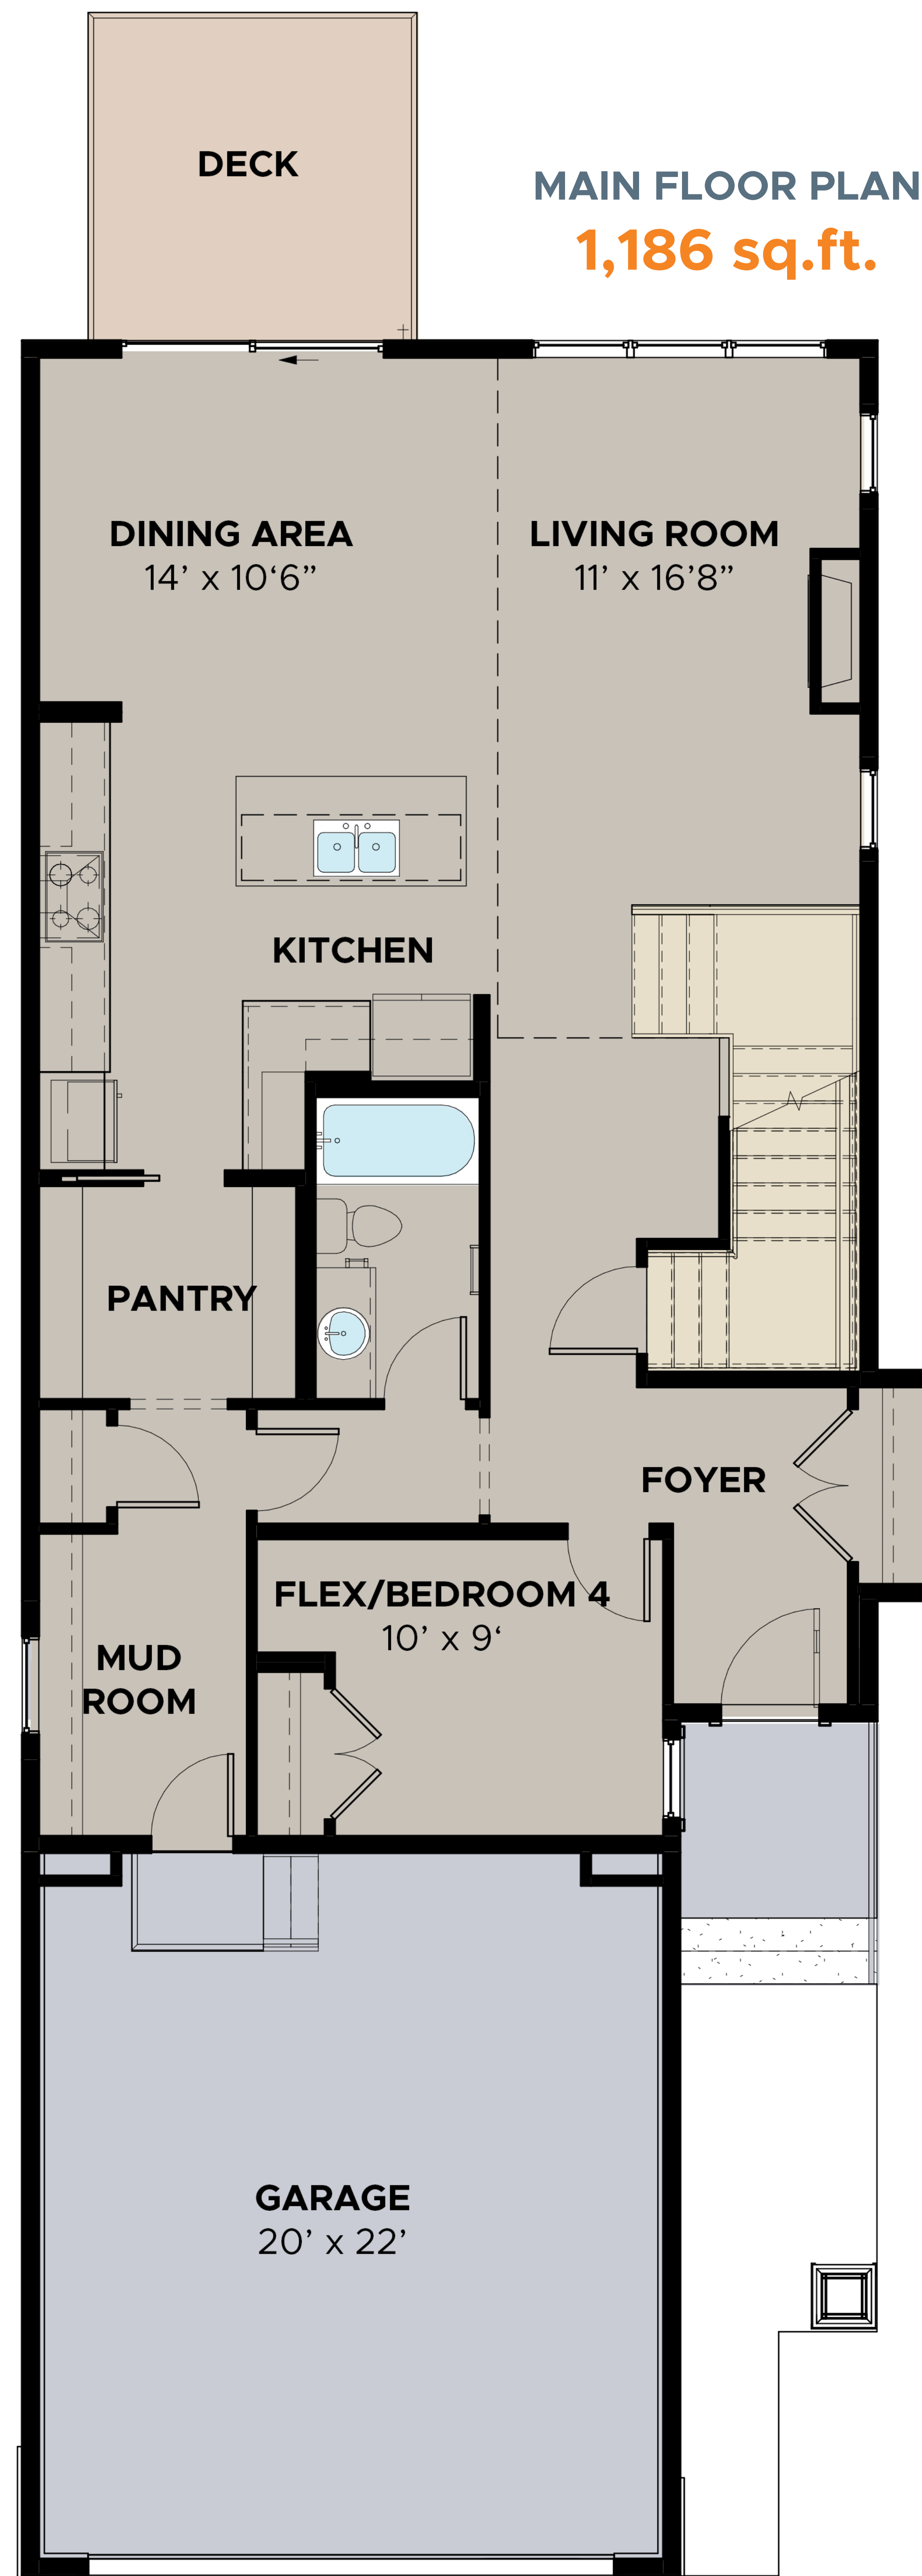 DECK
MAIN FLOOR PLAN
1,186 sq.ft.
DINING AREA
14’ x 10‘6”
LIVING ROOM
11’ x 16’8”
KITCHEN
PANTRY
FOYER
FLEX/BEDROOM 4
10’ x 9‘
MUD
ROOM
GARAGE
20’ x 22’